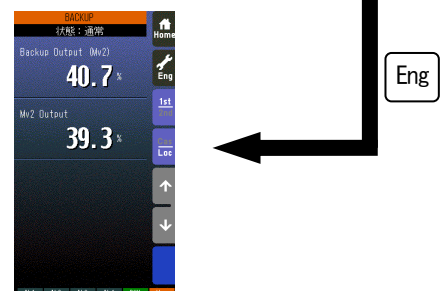 BACKUP
状態：通常
Home
Backup Output (Mv2)
40.7 %
Eng
1st
2nd
Mv2 Output
39.3 %
Loc
Eng